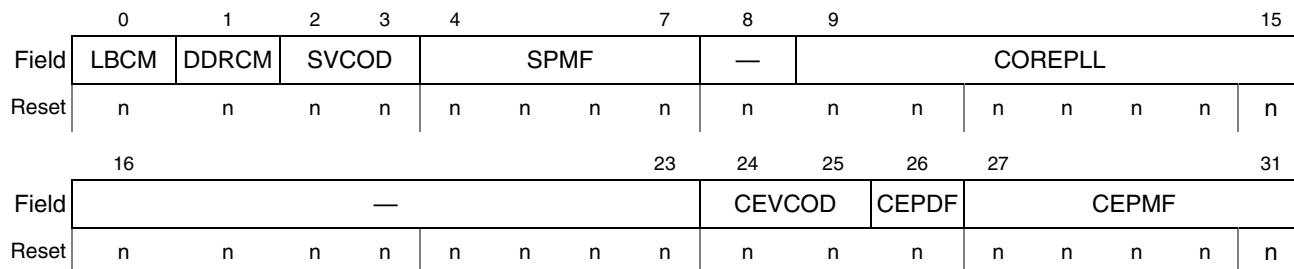 0 1 2 3 4 7 8 9 15
Field LBCM DDRCM SVCOD SPMF — COREPLL
Reset n n n n n n n n n n n n n n n n
16 23 24 25 26 27 31
Field — CEVCOD CEPDF CEPMF
Reset n n n n n n n n n n n n n n n n